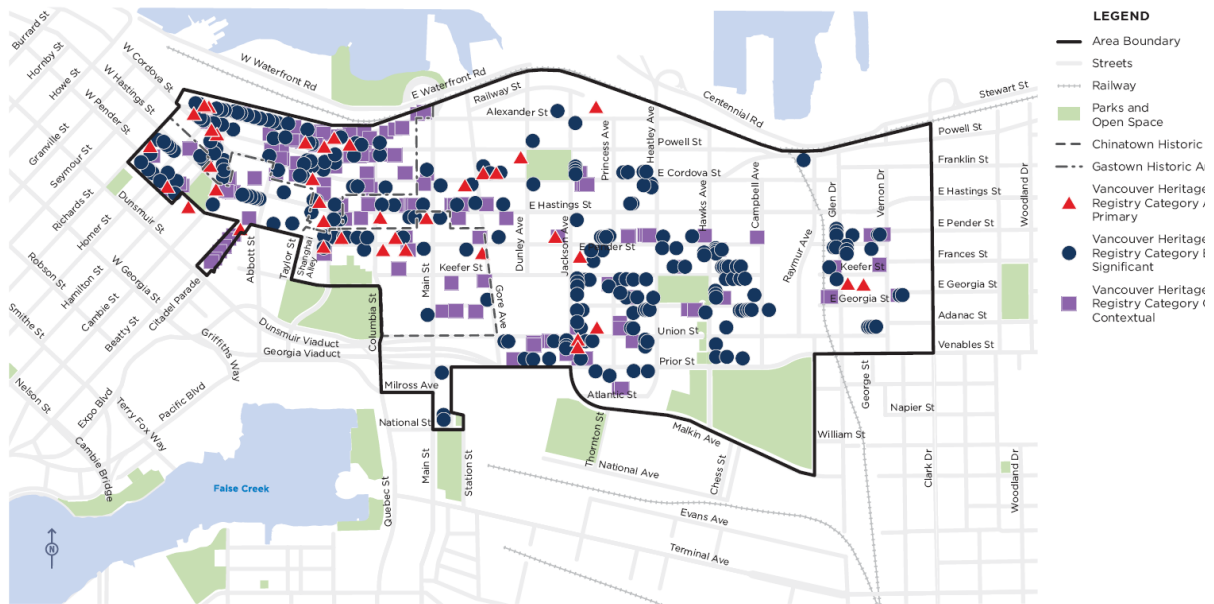 LEGEND
Area Boundary
Streets
Railway
Parks and
Open Space
Chinatown Historic
Gastown Historic
Vancouver Heritage
Registry Category
Primary
Vancouver Heritage
Registry Category
Significant
Vancouver Heritage
Registry Category
Contextual
Burrard St
Hornby St
Howe St
W Cordova St
W Hastings St
W Pender St
Granville St
Seymour St
Richards St
Homer St
Dunsmuir St
Hamilton St
W Georgia St
Robson St
Cambie St
Beatty St
Citadel Parade
Smithe St
Nelson St
Expo Blvd
Terry Fox Way
Pacific Blvd
Cambie Bridge
Griffiths Way
Abbott St
Taylor St
Shanghai
Alley
Columbia St
Dunsmuir Viaduct
Georgia Viaduct
W Waterfront Rd
E Waterfront Rd
Railway St
Alexander St
Centennial Rd
Stewart St
Powell St
Powell St
E Cordova St
Franklin St
E Hastings St
E Hastings St
E Pender St
Keefer St
Keefer St
Frances St
E Georgia St
E Georgia St
Union St
Adanac St
Prior St
Venables St
Atlantic St
Milross Ave
National St
Malkin Ave
William St
Napier St
National Ave
Evans Ave
Terminal Ave
Main St
Main St
Station St
Quebec St
Gore Ave
Dunley Ave
Jackson Ave
Princess Ave
Heatley Ave
Hawks Ave
Campbell Ave
Raymur Ave
Glen Dr
Vernon Dr
Woodland Dr
Woodland Dr
Clark Dr
George St
Thornton St
Chess St
False Creek
N